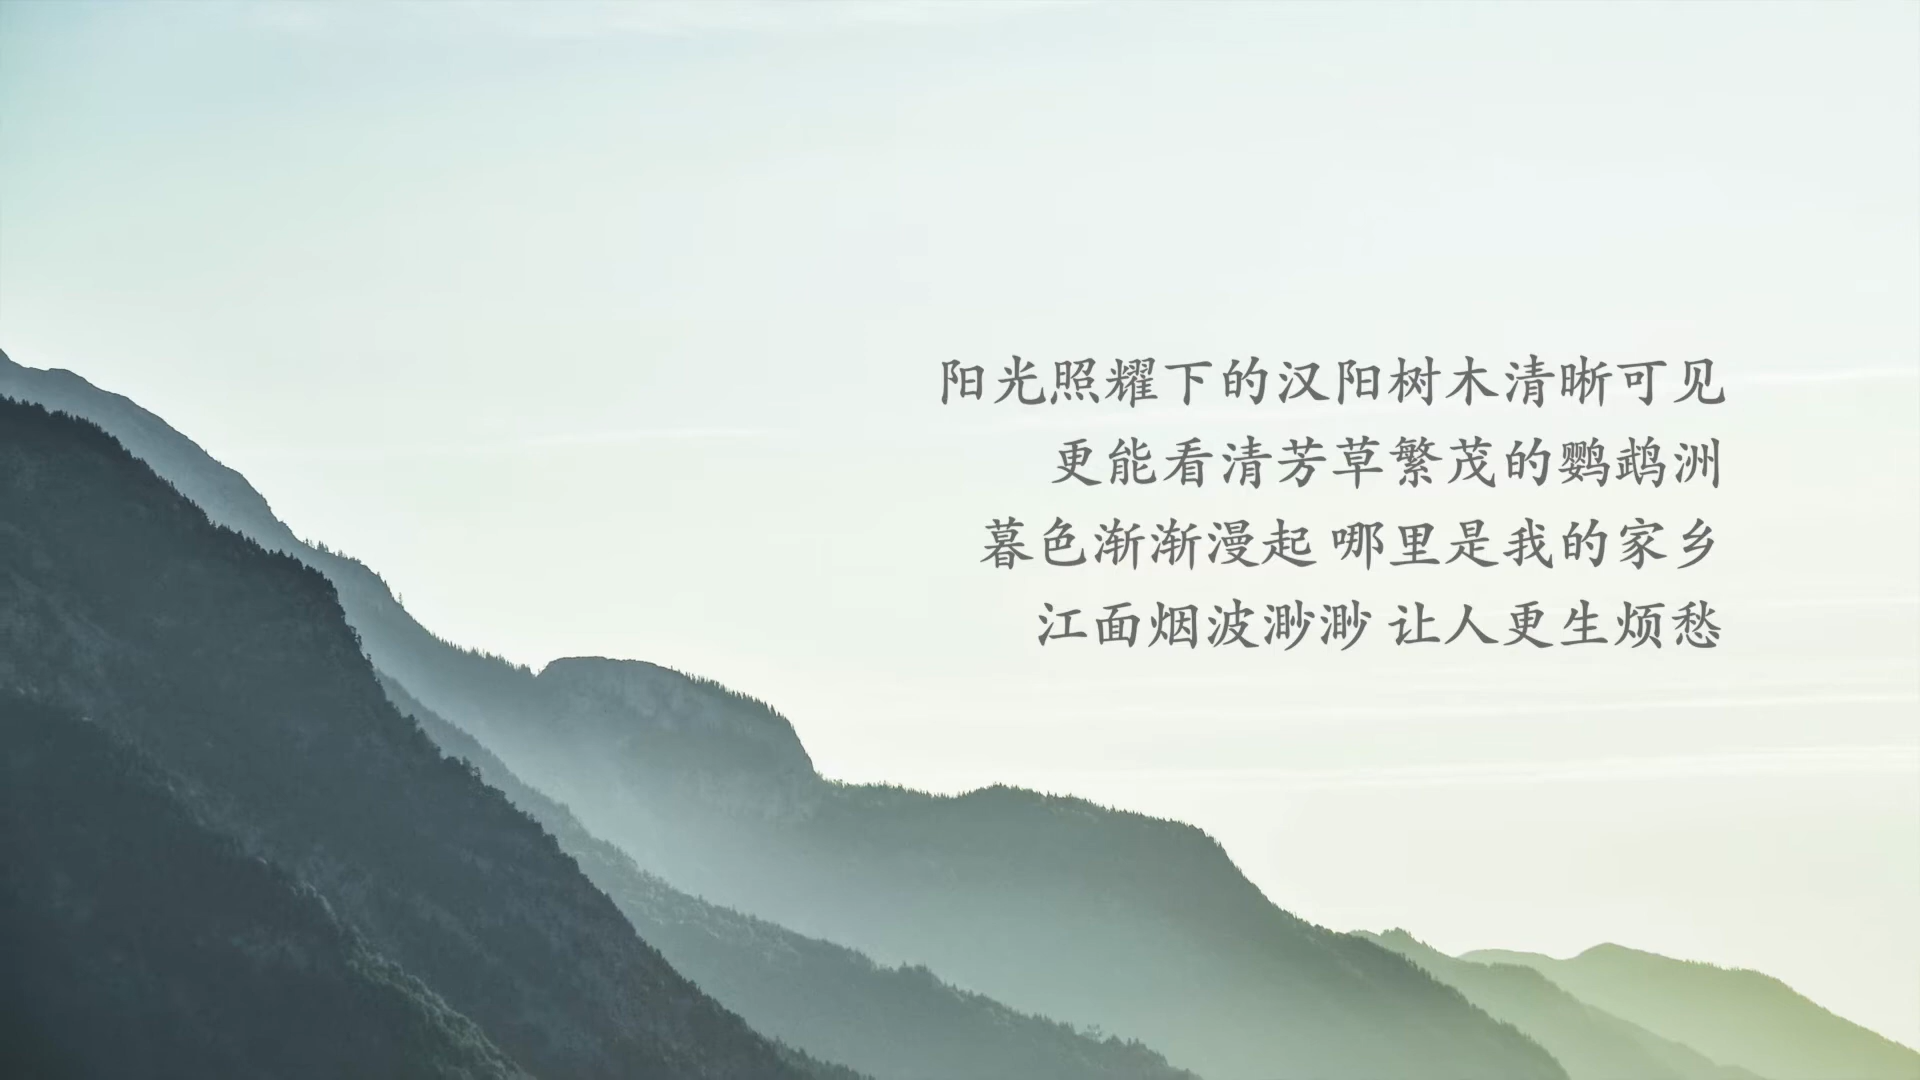 阳光照耀下的汉阳树木清晰可见
更能看清芳草繁茂的鹦鹉洲
暮色渐渐漫起 哪里是我的家乡
江面烟波渺渺 让人更生烦愁